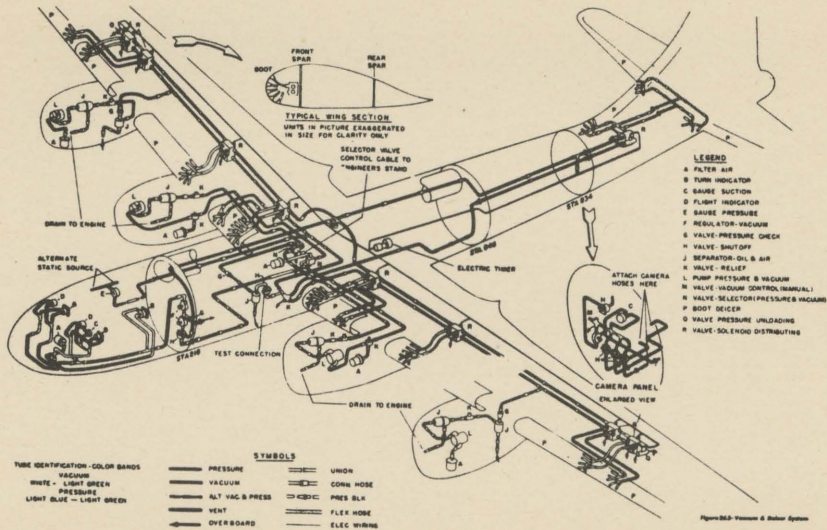 FRONT
SPAR
REAR
SPAR
BOOT
TYPICAL WING SECTION
UNITS IN PICTURE EXAGGERATED
IN SIZE FOR CLARITY ONLY
SELECTOR VALVE
CONTROL CABLE TO
ENGINEERS STAND
DRAIN TO ENGINE
ALTERNATE
STATIC SOURCE
STA 218
TEST CONNECTION
ELECTRIC TIMER
STA 834
DRAIN TO ENGINE
ATTACH CAMERA
HOSES HERE
CAMERA PANEL
ENLARGED VIEW
LEGEND
A FILTER AIR
B TURN INDICATOR
C GAUGE SUCTION
D FLIGHT INDICATOR
E GAUGE PRESSURE
F REGULATOR-VACUUM
G VALVE-PRESSURE CHECK
H VALVE-SHUTOFF
J SEPARATOR-OIL & AIR
K VALVE-RELIEF
L PUMP PRESSURE & VACUUM
M VALVE-VACUUM CONTROL(MANUAL)
N VALVE-SELECTOR(PRESSURE & VACUUM)
P BOOT DEICER
Q VALVE PRESSURE UNLOADING
R VALVE-SOLENOID DISTRIBUTING
TUBE IDENTIFICATION-COLOR BANDS
VACUUM
WHITE - LIGHT GREEN
PRESSURE
LIGHT BLUE - LIGHT GREEN
SYMBOLS
PRESSURE
VACUUM
ALT VAC & PRESS
VENT
OVERBOARD
UNION
CONN HOSE
PRES BLK
FLEX HOSE
ELEC WIRING